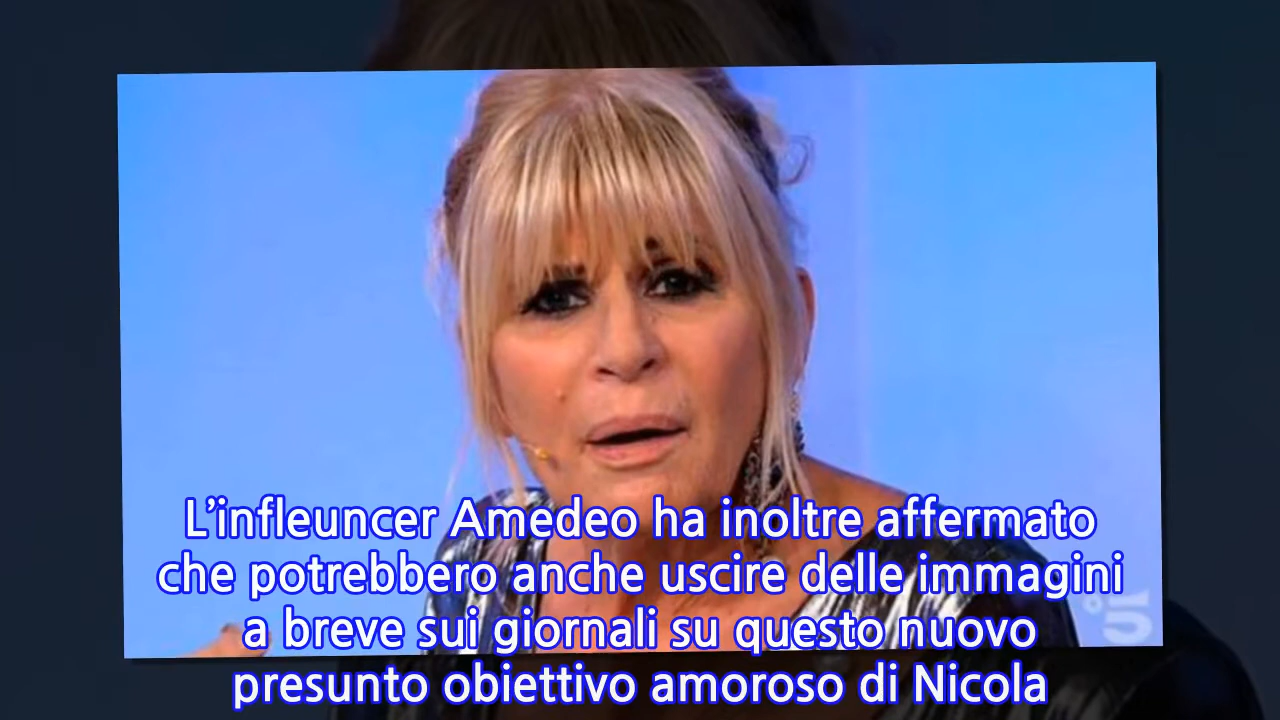 L'infleuncer Amedeo ha inoltre affermato
che potrebbero anche uscire delle immagini
a breve sui giornali su questo nuovo
presunto obiettivo amoroso di Nicola
5